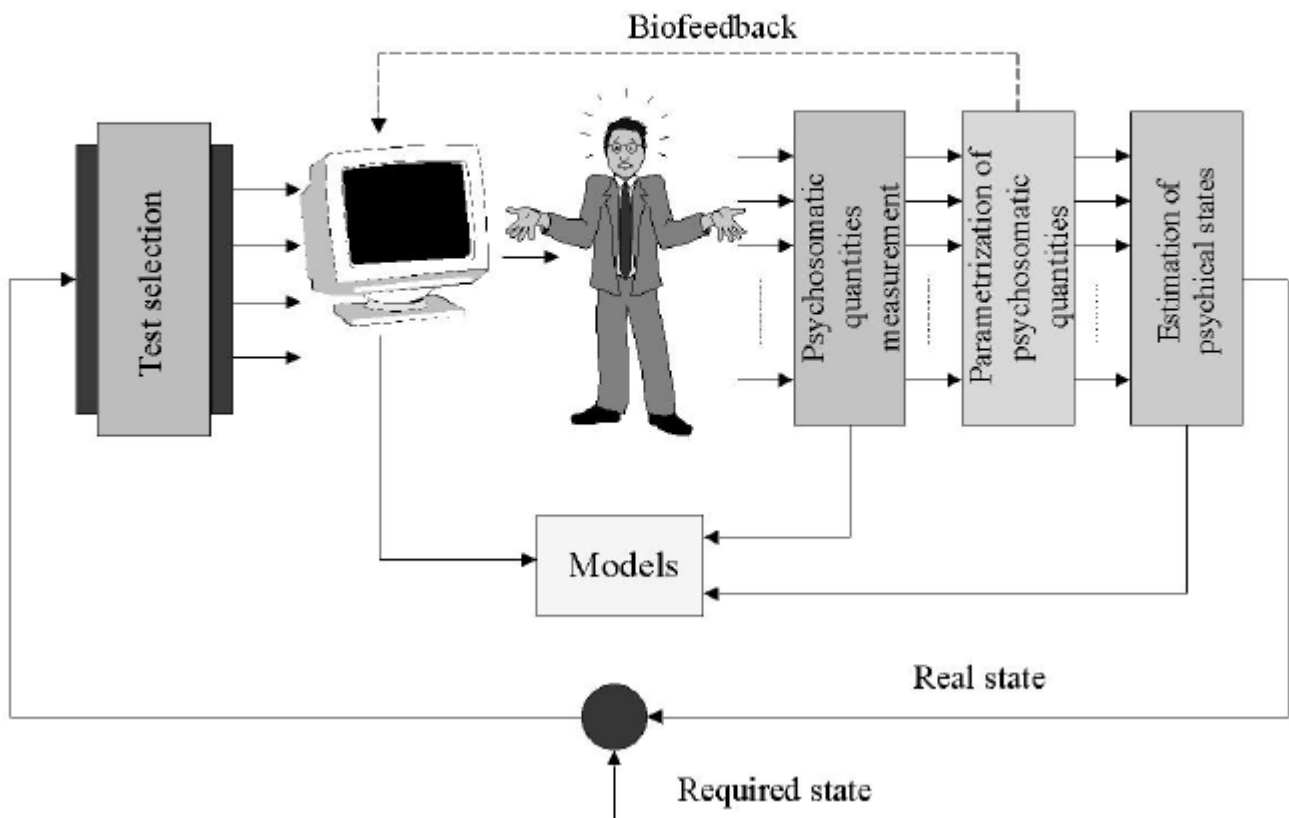 Biofeedback
Test selection
Psychosomatic
quantities
measurement
Parametrization of
psychosomatic
quantities
Estimation of
psychical states
Models
Real state
Required state